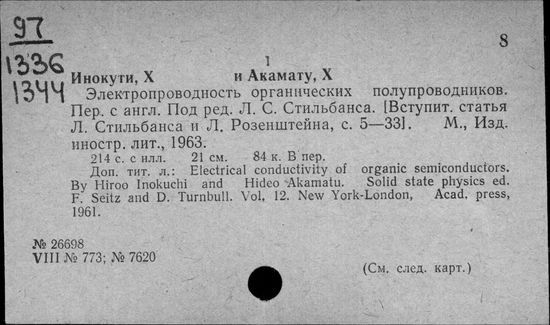 97
1336
1344
8
1
Инокути, Х и Акамату, Х
Электропроводность органических полупроводников.
Пер. с англ. Под ред. Л. С. Стильбанса. [Вступит. статья
Л. Стильбанса и Л. Розенштейна, с. 5—33]. М., Изд.
иностр. лит., 1963.
214 с. с илл. 21 см. 84 к. В пер.
Доп. тит. л.: Electrical conductivity of organic semiconductors.
By Hiroo Inokuchi and Hideo Akamatu. Solid state physics ed.
F. Seitz and D. Turnbull. Vol. 12. New York-London, Acad. press,
1961.
№ 26698
VIII № 773; № 7620
(См. след. карт.)